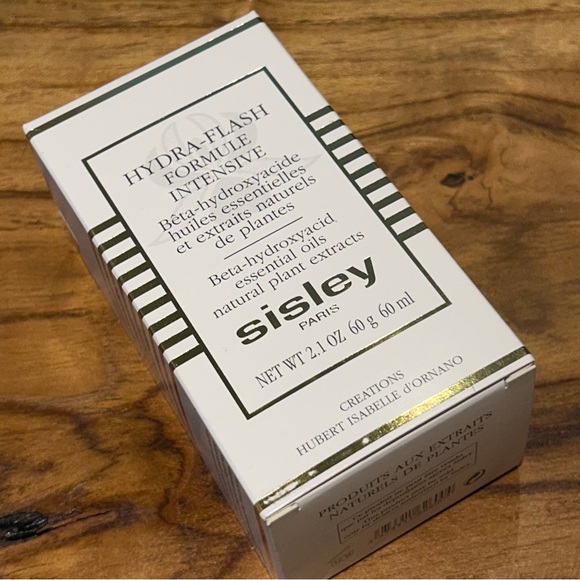 HYDRA-FLASH
FORMULE
INTENSIVE
Bêta-hydroxyacide
huiles essentielles
et extraits naturels
de plantes
Beta-hydroxyacid
essential oils
natural plant extracts
sisley
PARIS
NET WT 2.1 OZ 60 g 60 ml
CREATIONS
HUBERT ISABELLE d'ORNANO
PRODUITS AUX EXTRAITS
NATURELS DE PLANTES